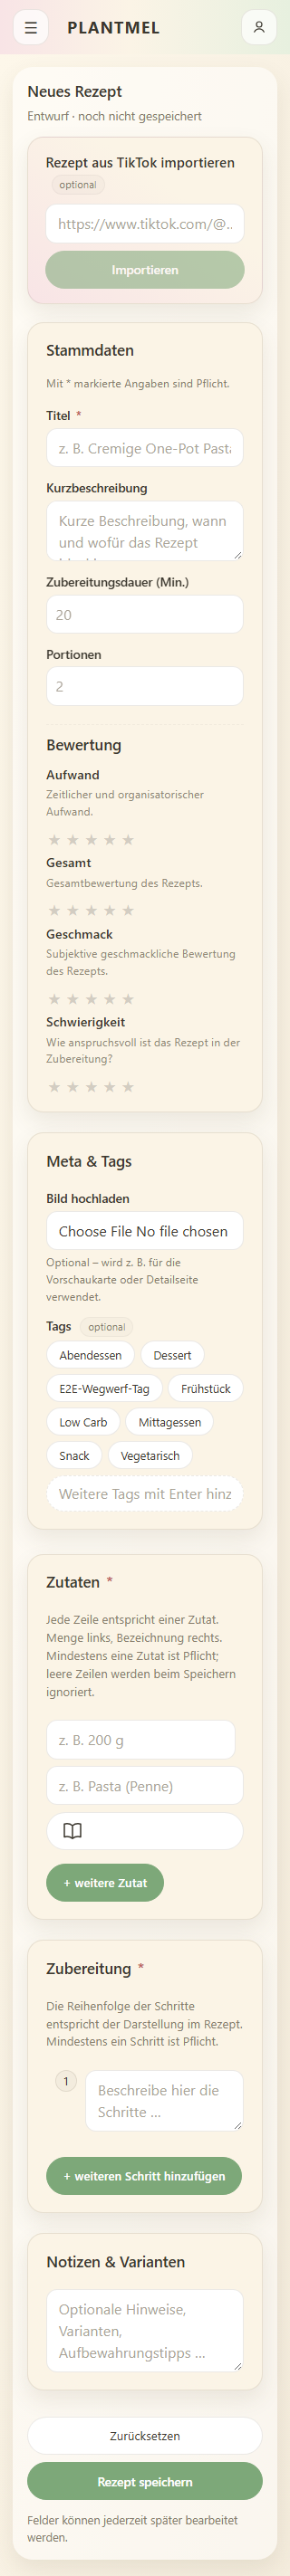 ☰ PLANTMEL
Neues Rezept
Entwurf · noch nicht gespeichert
Rezept aus TikTok importieren
optional
https://www.tiktok.com/@..
Importieren
Stammdaten
Mit * markierte Angaben sind Pflicht.
Titel *
z. B. Cremige One-Pot Pasta
Kurzbeschreibung
Kurze Beschreibung, wann
und wofür das Rezept
Zubereitungsdauer (Min.)
20
Portionen
2
Bewertung
Aufwand
Zeitlicher und organisatorischer
Aufwand.
★ ★ ★ ★ ★
Gesamt
Gesamtbewertung des Rezepts.
★ ★ ★ ★ ★
Geschmack
Subjektive geschmackliche Bewertung
des Rezepts.
★ ★ ★ ★ ★
Schwierigkeit
Wie anspruchsvoll ist das Rezept in der
Zubereitung?
★ ★ ★ ★ ★
Meta & Tags
Bild hochladen
Choose File No file chosen
Optional – wird z. B. für die
Vorschaukarte oder Detailseite
verwendet.
Tags optional
Abendessen Dessert
E2E-Wegwerf-Tag Frühstück
Low Carb Mittagessen
Snack Vegetarisch
Weitere Tags mit Enter hinz
Zutaten *
Jede Zeile entspricht einer Zutat.
Menge links, Bezeichnung rechts.
Mindestens eine Zutat ist Pflicht;
leere Zeilen werden beim Speichern
ignoriert.
z. B. 200 g
z. B. Pasta (Penne)
+ weitere Zutat
Zubereitung *
Die Reihenfolge der Schritte
entspricht der Darstellung im Rezept.
Mindestens ein Schritt ist Pflicht.
1 Beschreibe hier die
Schritte ...
+ weiteren Schritt hinzufügen
Notizen & Varianten
Optionale Hinweise,
Varianten,
Aufbewahrungstipps ...
Zurücksetzen
Rezept speichern
Felder können jederzeit später bearbeitet
werden.